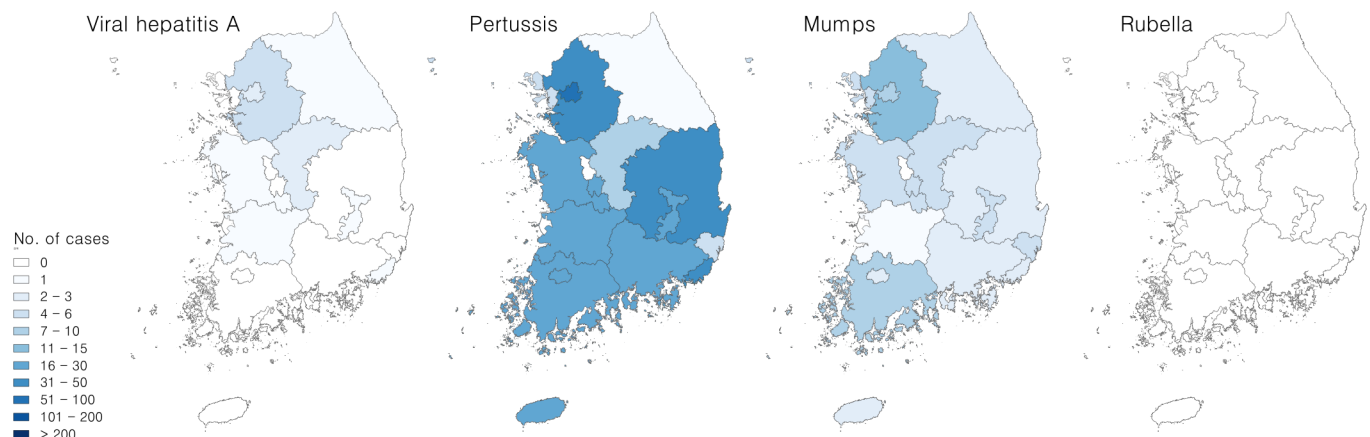 Viral hepatitis A
Pertussis
Mumps
Rubella
No. of cases
0
1
2 – 3
4 – 6
7 – 10
11 – 15
16 – 30
31 – 50
51 – 100
101 – 200
> 200